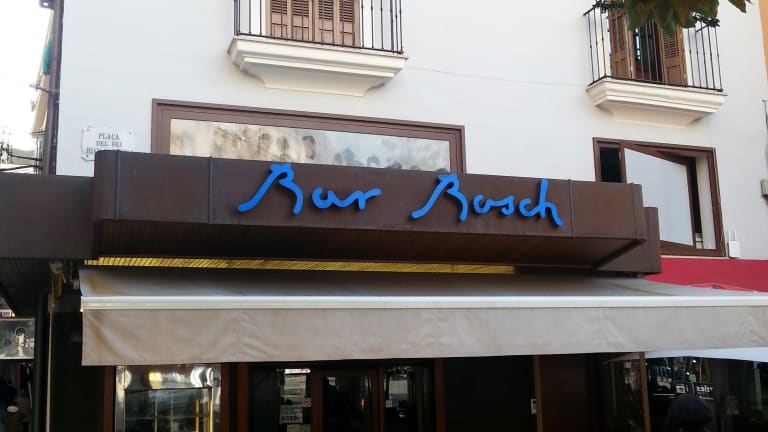 PLAÇA
DEL REI
Bar Bosch